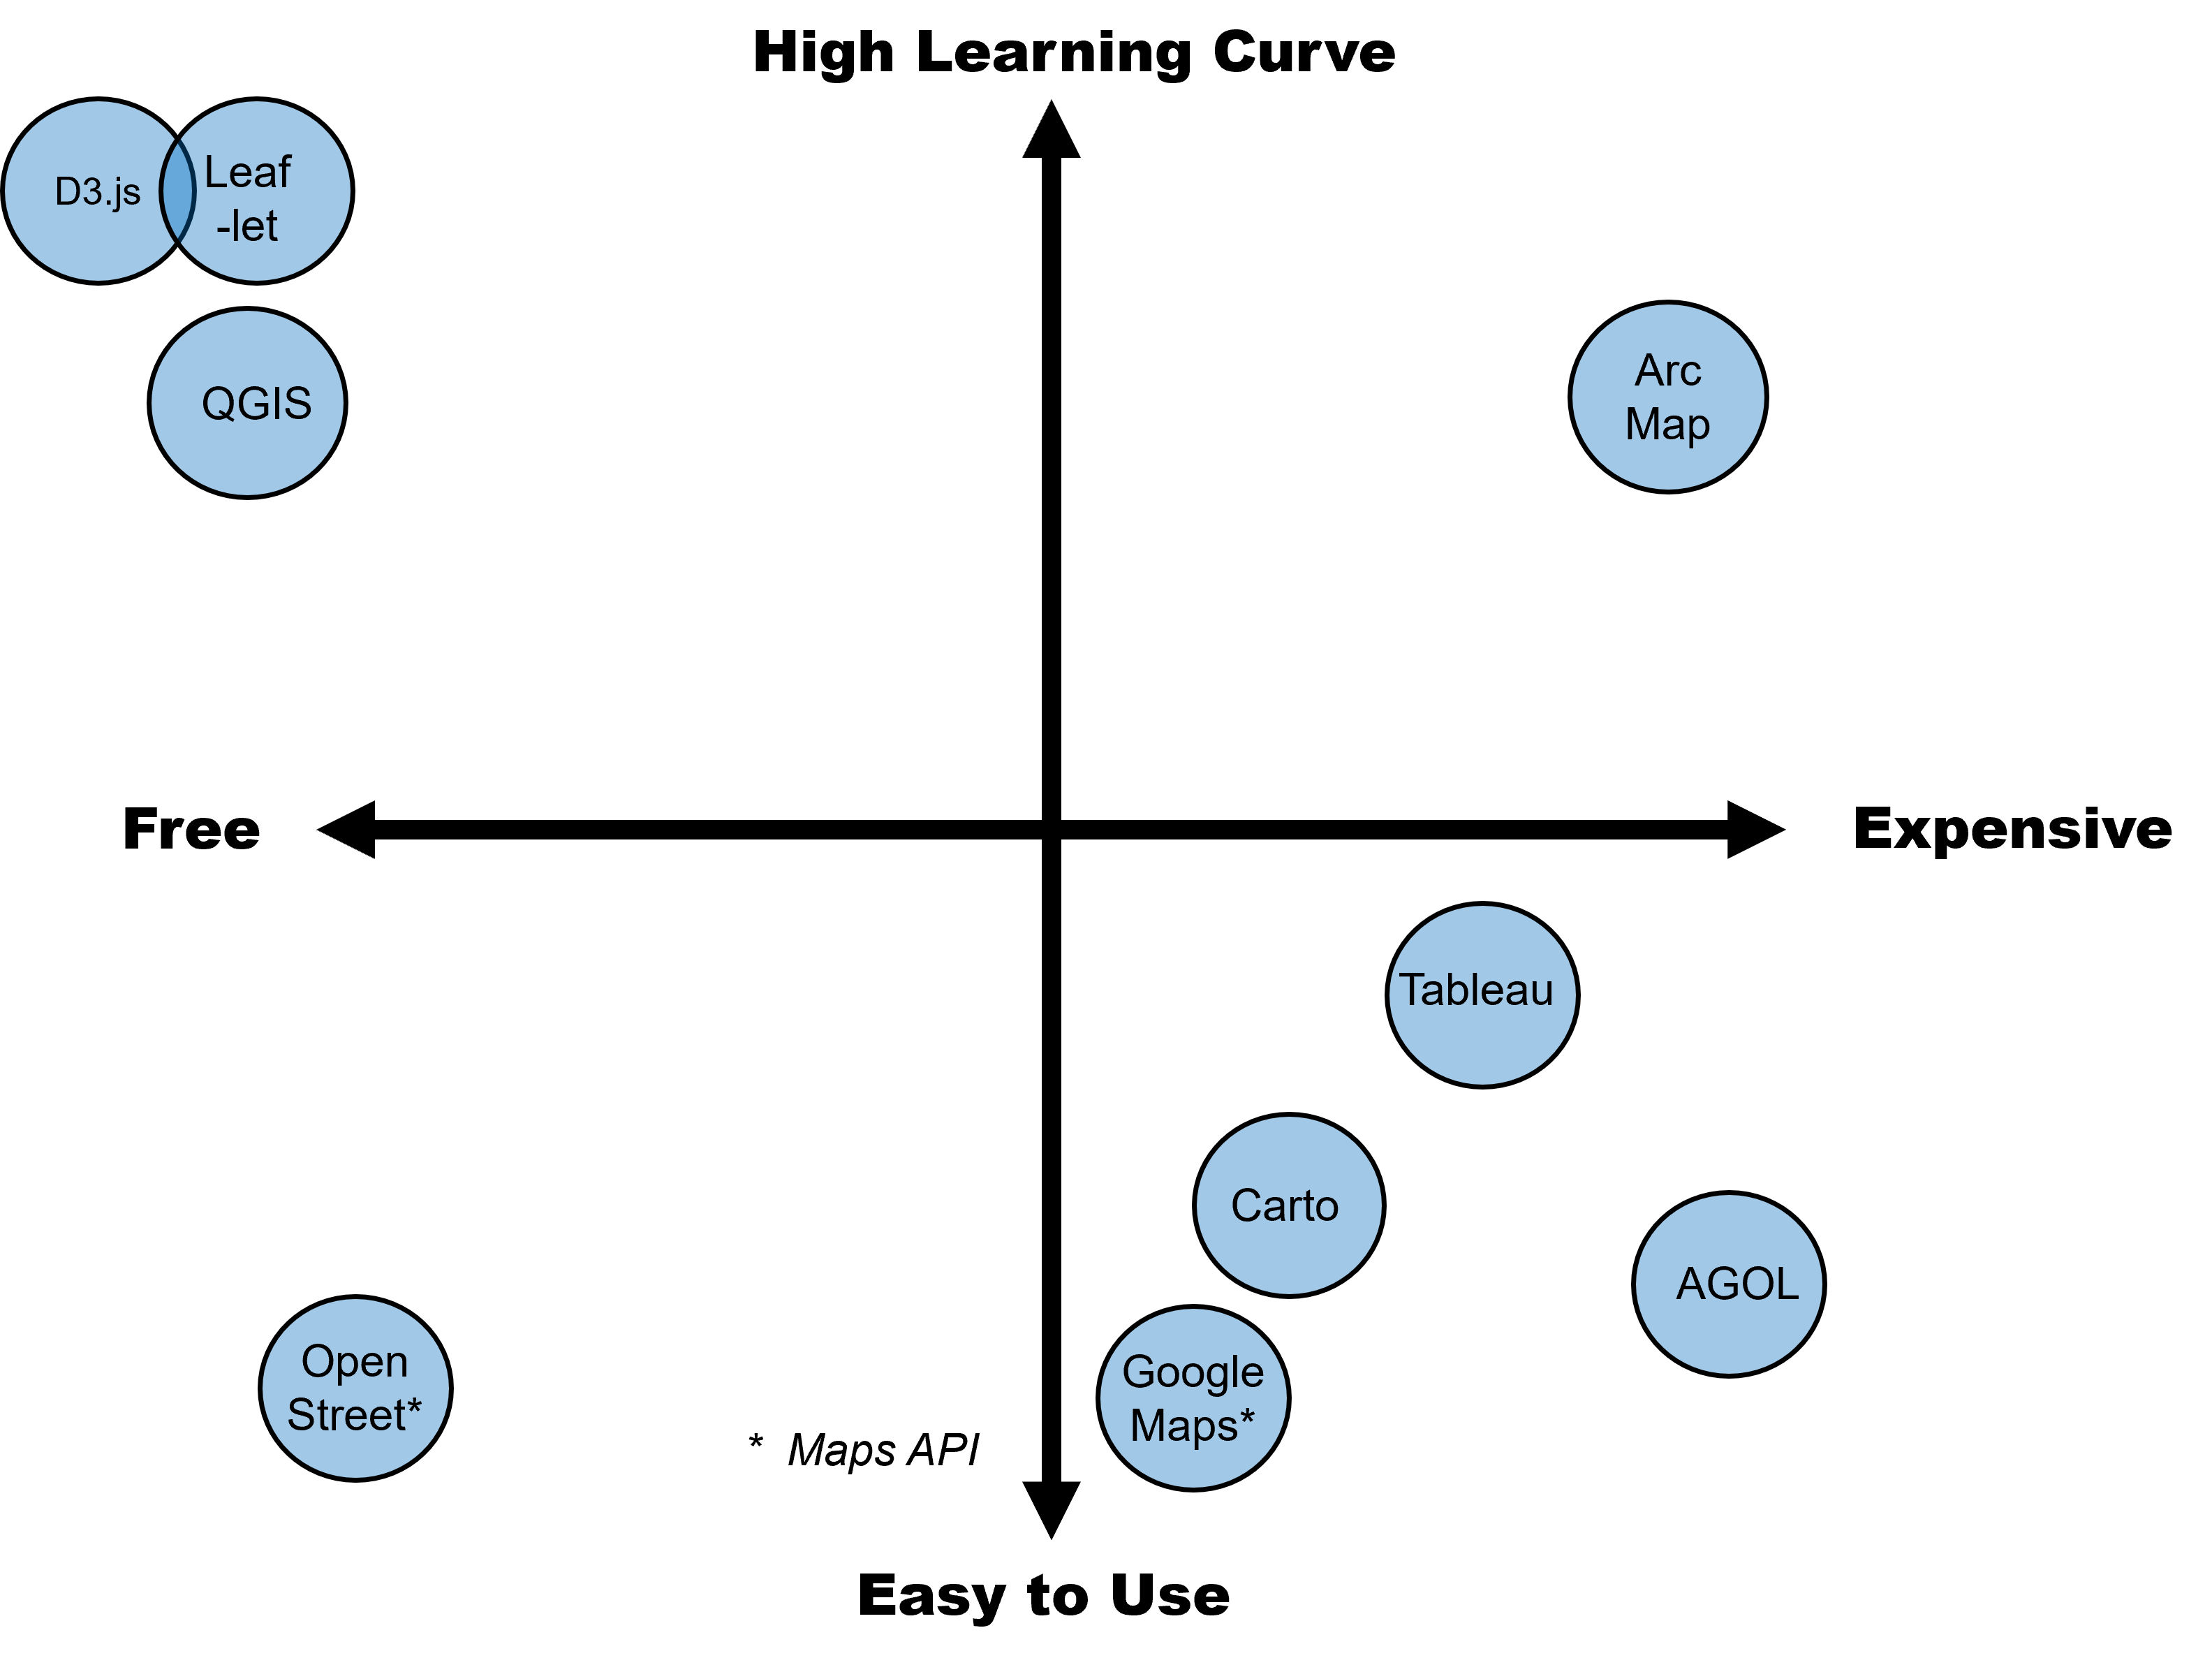 High Learning Curve
D3.js
Leaf
-let
QGIS
Arc
Map
Free
Expensive
Tableau
Carto
AGOL
Open
Street*
Google
Maps*
* Maps API
Easy to Use